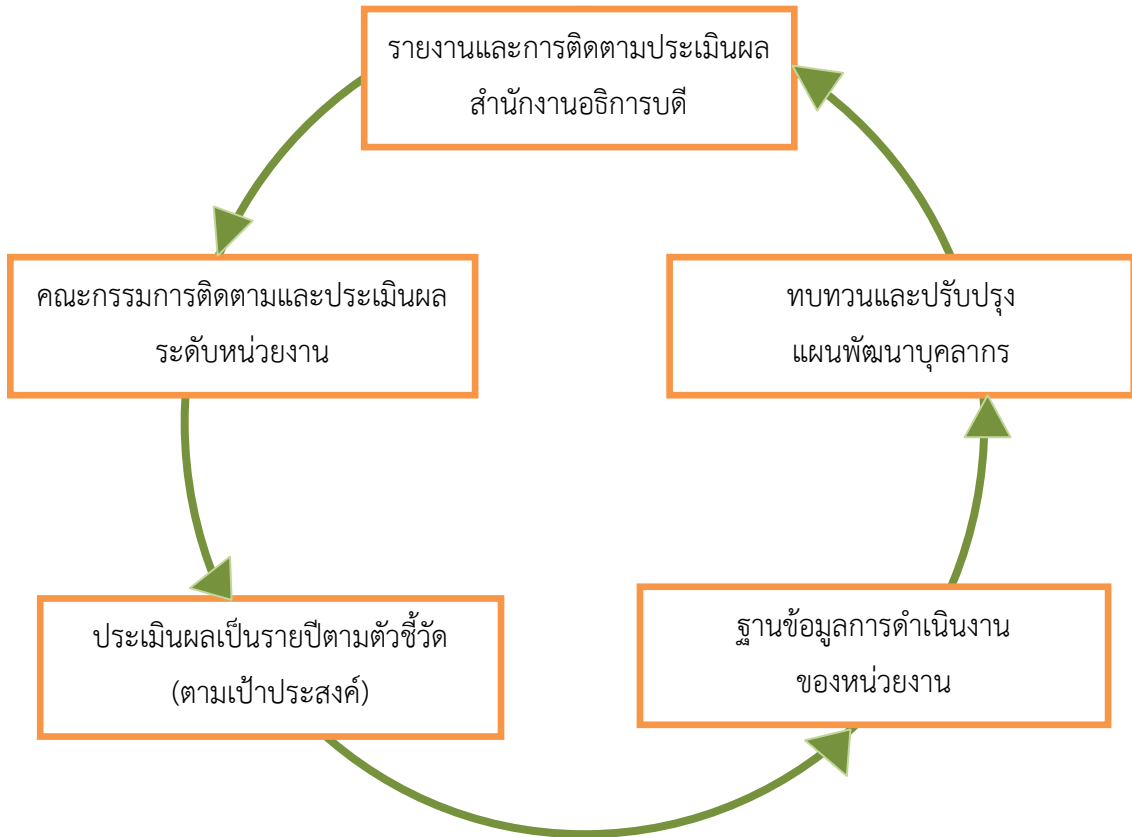 รายงานและการติดตามประเมินผล
สำนักงานอธิการบดี
คณะกรรมการติดตามและประเมินผล
ระดับหน่วยงาน
ทบทวนและปรับปรุง
แผนพัฒนาบุคลากร
ประเมินผลเป็นรายปีตามตัวชี้วัด
(ตามเป้าประสงค์)
ฐานข้อมูลการดำเนินงาน
ของหน่วยงาน